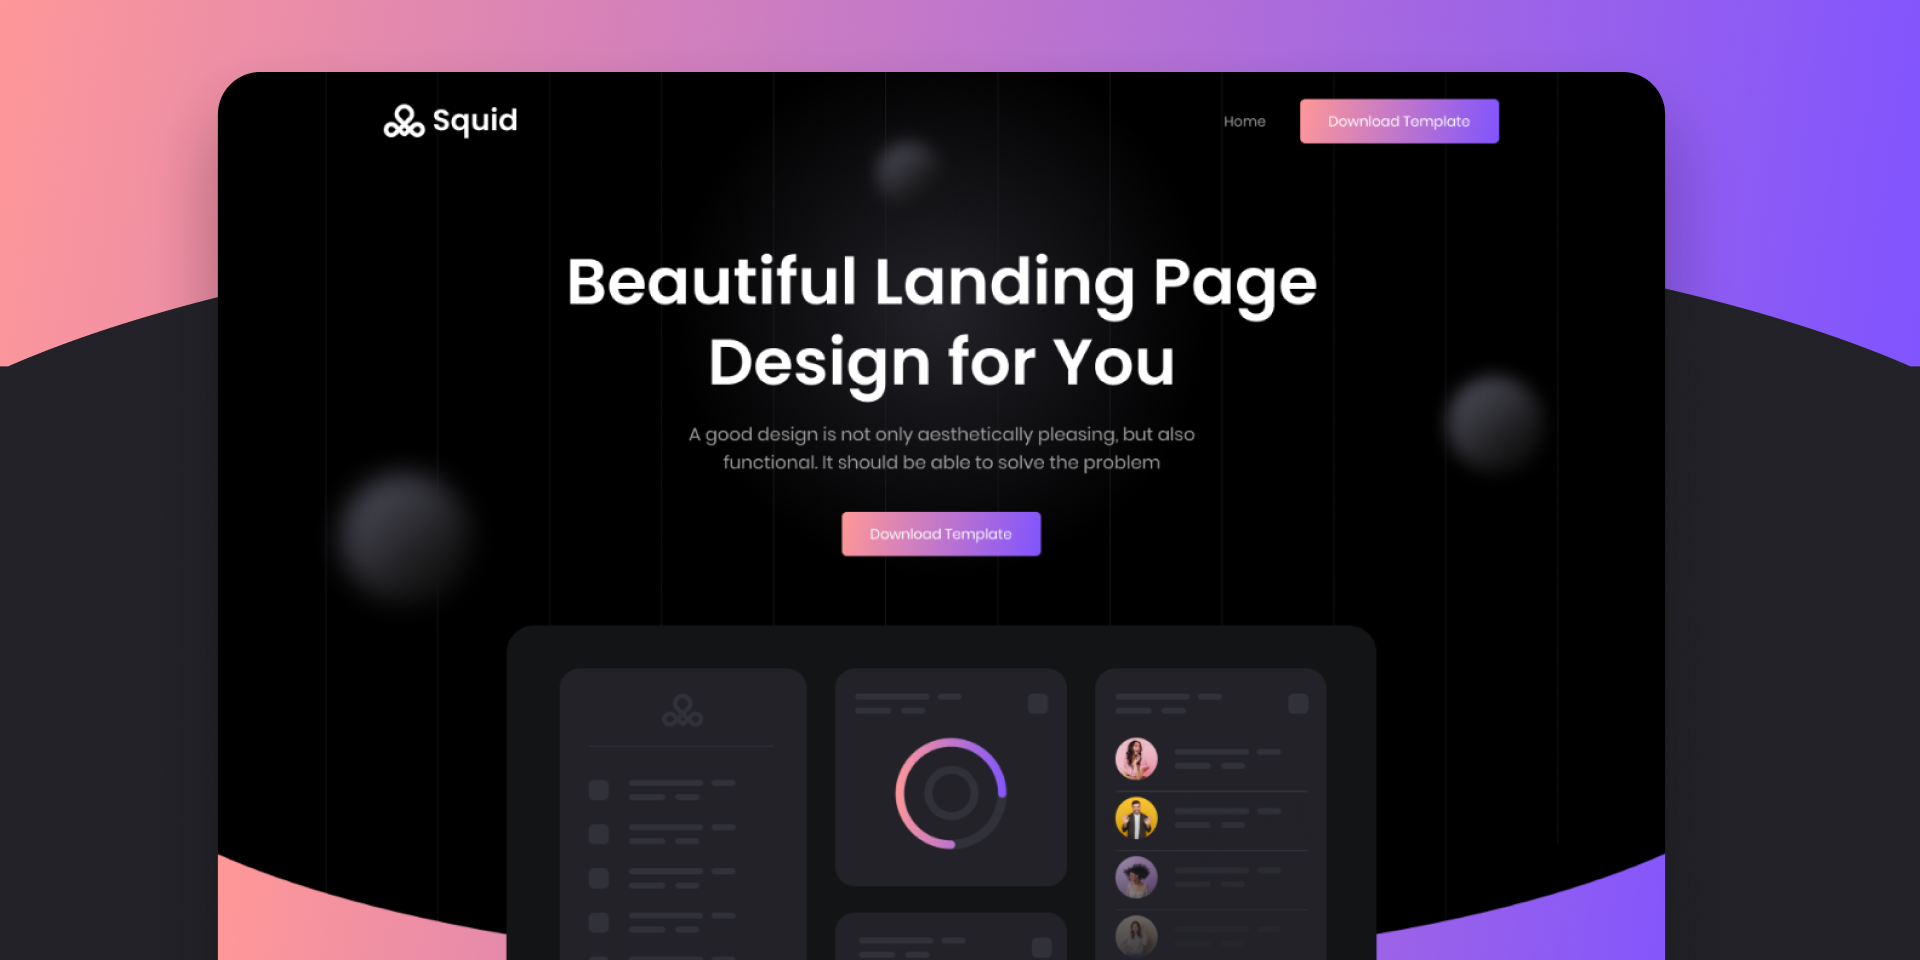 Squid
Home
Download Template
Beautiful Landing Page
Design for You
A good design is not only aesthetically pleasing, but also
functional. It should be able to solve the problem
Download Template